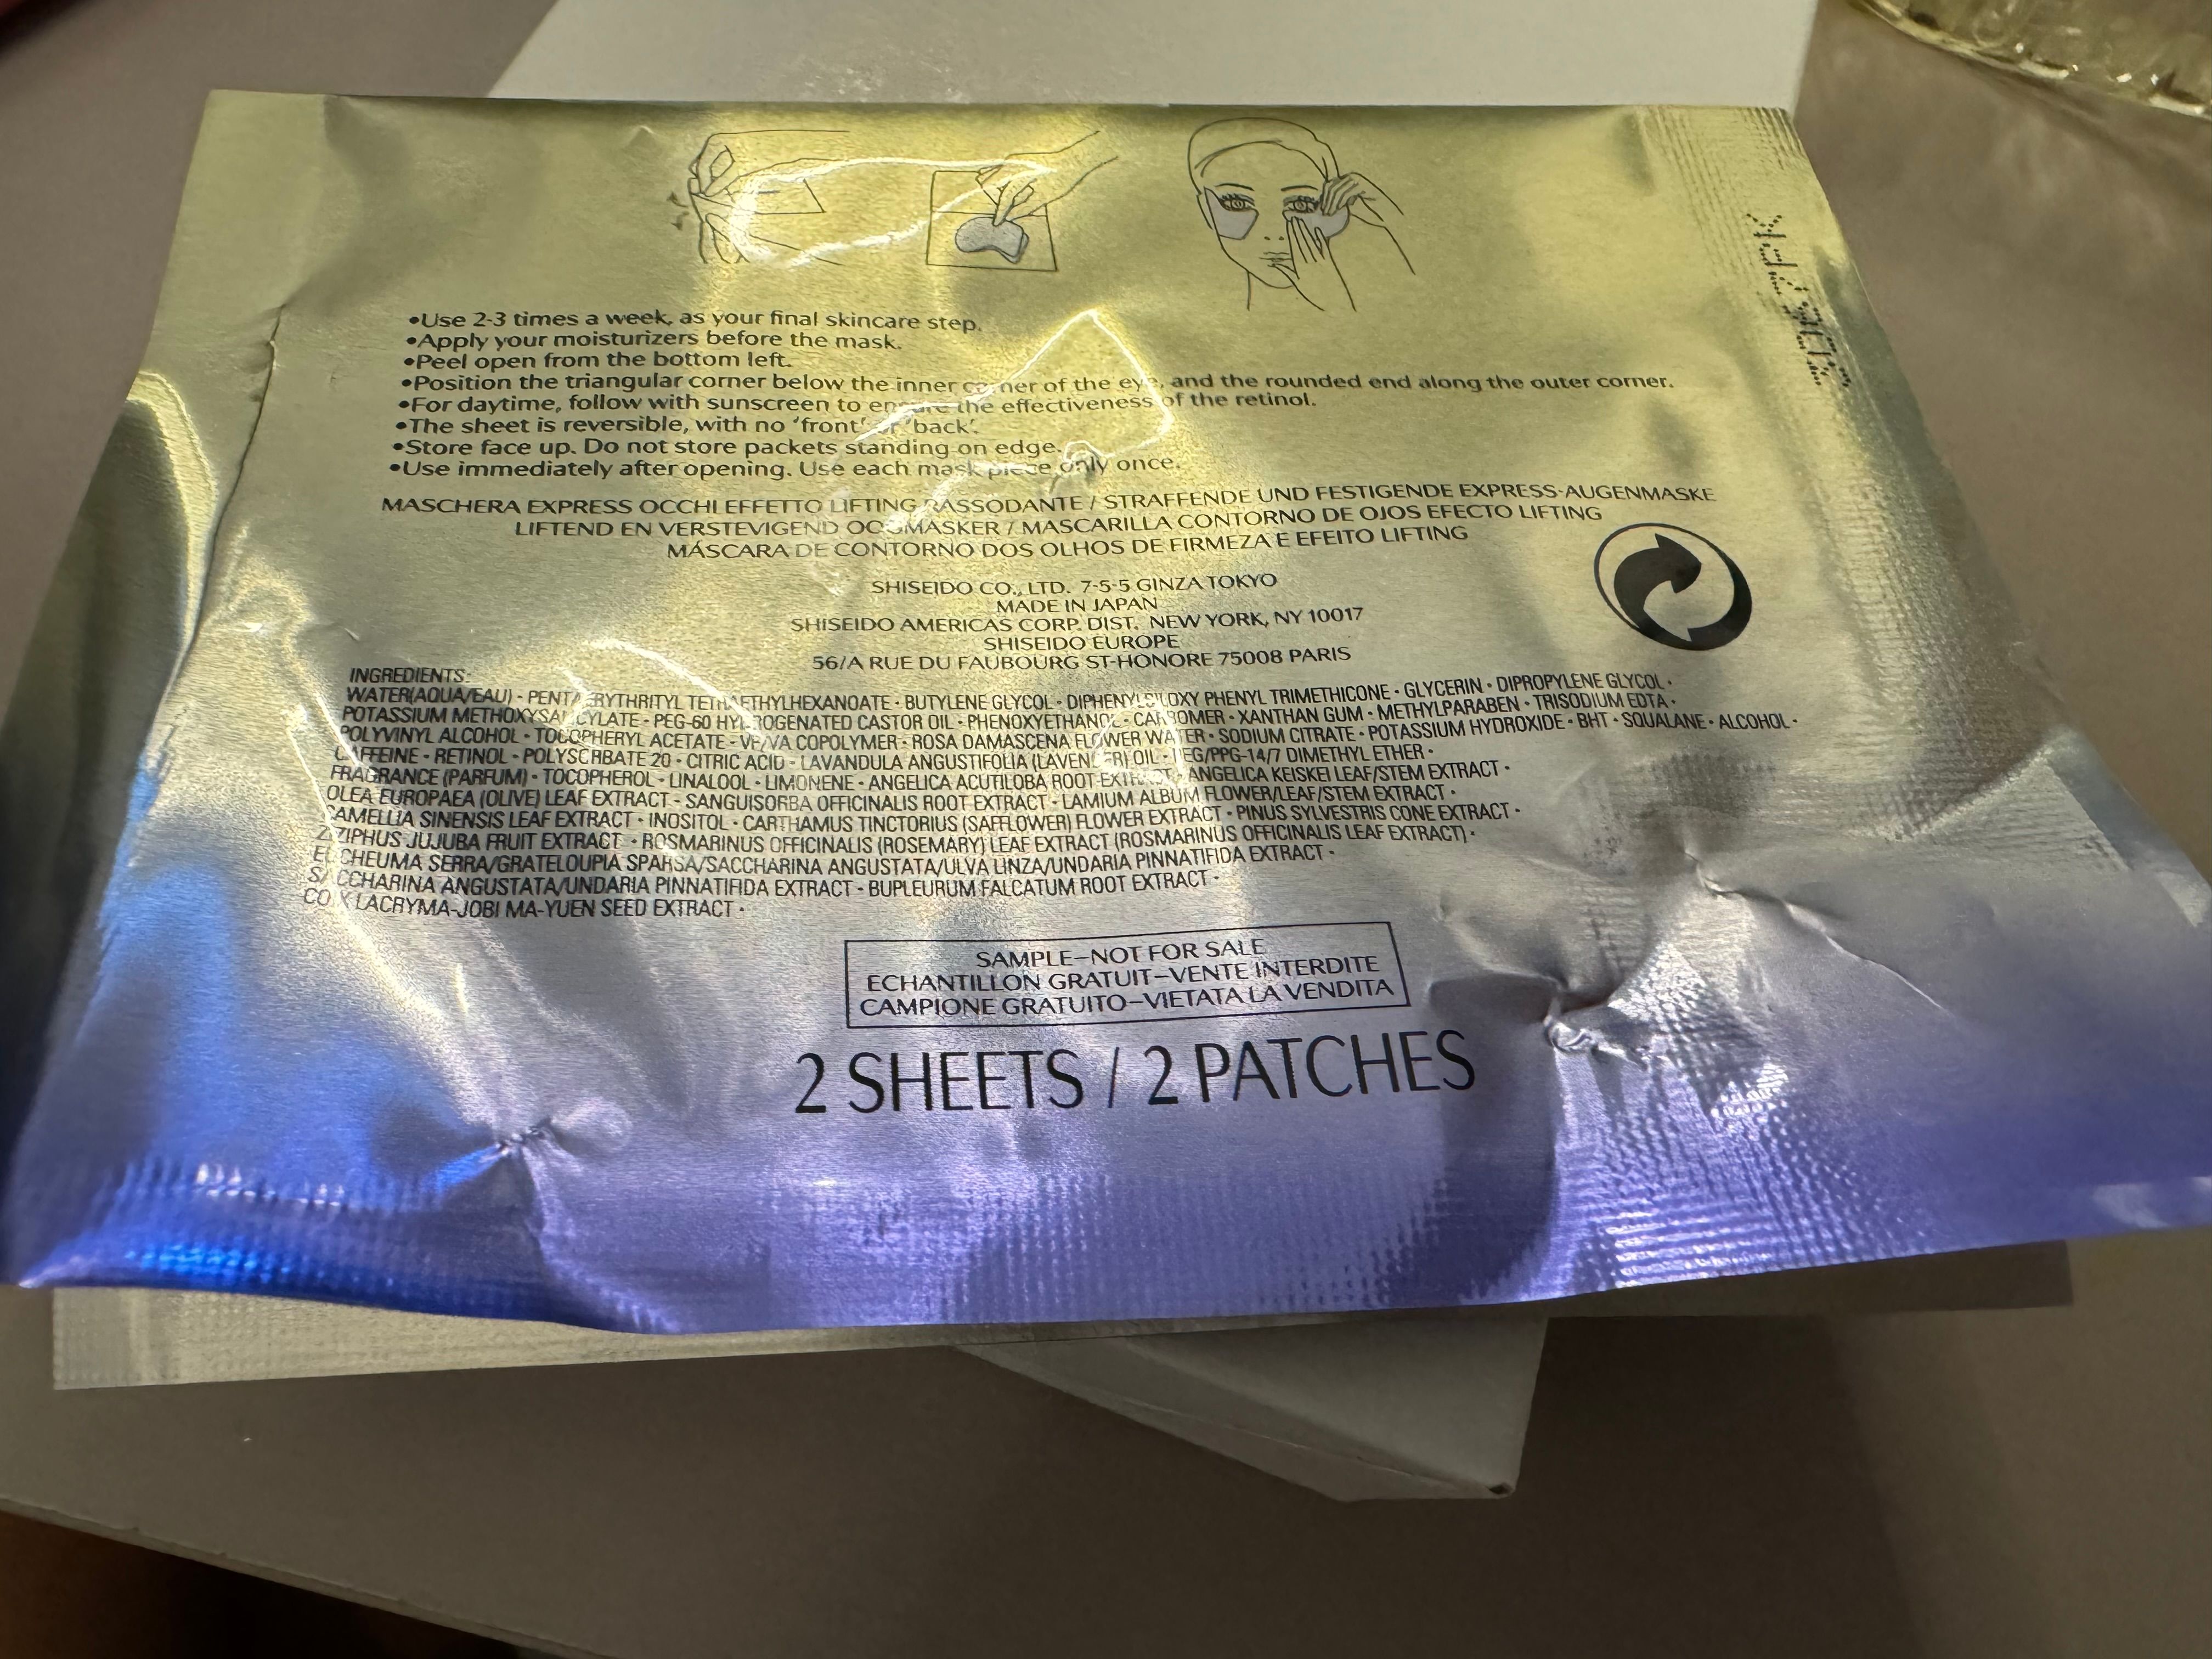 •Use 2-3 times a week, as your final skincare step.
•Apply your moisturizers before the mask.
•Peel open from the bottom left.
•Position the triangular corner below the inner corner of the eye, and the rounded end along the outer corner.
•For daytime, follow with sunscreen to ensure the effectiveness of the retinol.
•The sheet is reversible, with no 'front' or 'back'.
•Store face up. Do not store packets standing on edge.
•Use immediately after opening. Use each mask piece only once.
MASCHERA EXPRESS OCCHI EFFETTO LIFTING RASSODANTE / STRAFFENDE UND FESTIGENDE EXPRESS-AUGENMASKE
LIFTEND EN VERSTEVIGEND OOGMASKER / MASCARILLA CONTORNO DE OJOS EFECTO LIFTING
MÁSCARA DE CONTORNO DOS OLHOS DE FIRMEZA E EFEITO LIFTING
SHISEIDO CO., LTD. 7-5-5 GINZA TOKYO
MADE IN JAPAN
SHISEIDO AMERICAS CORP. DIST. NEW YORK, NY 10017
SHISEIDO EUROPE
56/A RUE DU FAUBOURG ST-HONORE 75008 PARIS
INGREDIENTS:
WATER(AQUA/EAU) · PENTAERYTHRITYL TETRAETHYLHEXANOATE · BUTYLENE GLYCOL · DIPHENYLSILOXY PHENYL TRIMETHICONE · GLYCERIN · DIPROPYLENE GLYCOL ·
POTASSIUM METHOXYSALICYLATE · PEG-60 HYDROGENATED CASTOR OIL · PHENOXYETHANOL · CARBOMER · XANTHAN GUM · METHYLPARABEN · TRISODIUM EDTA ·
POLYVINYL ALCOHOL · TOCOPHERYL ACETATE · VP/VA COPOLYMER · ROSA DAMASCENA FLOWER WATER · SODIUM CITRATE · POTASSIUM HYDROXIDE · BHT · SQUALANE · ALCOHOL ·
CAFFEINE · RETINOL · POLYSORBATE 20 · CITRIC ACID · LAVANDULA ANGUSTIFOLIA (LAVENDER) OIL · PEG/PPG-14/7 DIMETHYL ETHER ·
FRAGRANCE (PARFUM) · TOCOPHEROL · LINALOOL · LIMONENE · ANGELICA ACUTILOBA ROOT EXTRACT · ANGELICA KEISKEI LEAF/STEM EXTRACT ·
OLEA EUROPAEA (OLIVE) LEAF EXTRACT · SANGUISORBA OFFICINALIS ROOT EXTRACT · LAMIUM ALBUM FLOWER/LEAF/STEM EXTRACT ·
CAMELLIA SINENSIS LEAF EXTRACT · INOSITOL · CARTHAMUS TINCTORIUS (SAFFLOWER) FLOWER EXTRACT · PINUS SYLVESTRIS CONE EXTRACT ·
ZIZIPHUS JUJUBA FRUIT EXTRACT · ROSMARINUS OFFICINALIS (ROSEMARY) LEAF EXTRACT (ROSMARINUS OFFICINALIS LEAF EXTRACT) ·
EUCHEUMA SERRA/GRATELOUPIA SPARSA/SACCHARINA ANGUSTATA/ULVA LINZA/UNDARIA PINNATIFIDA EXTRACT ·
SACCHARINA ANGUSTATA/UNDARIA PINNATIFIDA EXTRACT · BUPLEURUM FALCATUM ROOT EXTRACT ·
COIX LACRYMA-JOBI MA-YUEN SEED EXTRACT ·
SAMPLE–NOT FOR SALE
ECHANTILLON GRATUIT–VENTE INTERDITE
CAMPIONE GRATUITO–VIETATA LA VENDITA
2 SHEETS / 2 PATCHES